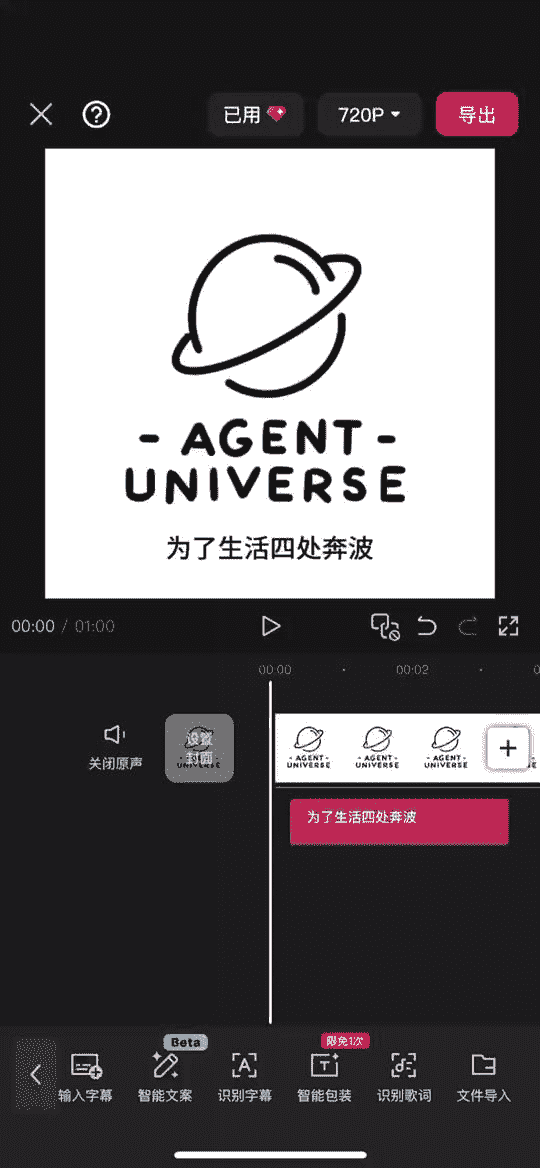 已用
720P
导出
- AGENT -
UNIVERSE
为了生活四处奔波
00:00 / 01:00
00:00
00:02
关闭原声
设置
封面
AGENT
UNIVERSE
- AGENT -
UNIVERSE
- AGENT -
UNIVERSE
- AGENT -
UNIVERSE
为了生活四处奔波
Beta
限免1次
输入字幕
智能文案
识别字幕
智能包装
识别歌词
文件导入